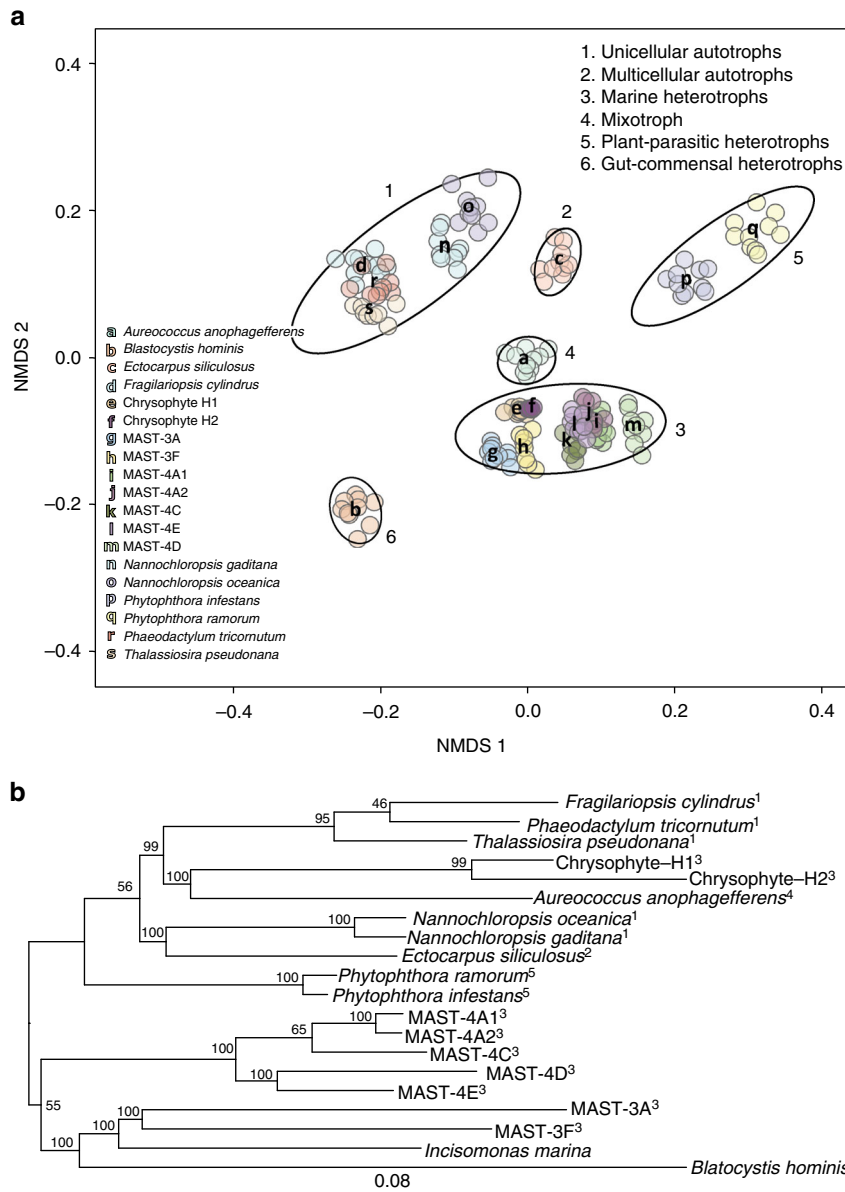 a
0.4
0.2
0.0
–0.2
–0.4
NMDS 2
–0.4
–0.2
0.0
0.2
0.4
NMDS 1
1. Unicellular autotrophs
2. Multicellular autotrophs
3. Marine heterotrophs
4. Mixotroph
5. Plant-parasitic heterotrophs
6. Gut-commensal heterotrophs
1
2
3
4
5
6
o
n
d
r
s
c
q
p
a
e
f
g
h
j
i
l
k
m
b
a Aureococcus anophagefferens
b Blastocystis hominis
c Ectocarpus siliculosus
d Fragilariopsis cylindrus
e Chrysophyte H1
f Chrysophyte H2
g MAST-3A
h MAST-3F
i MAST-4A1
j MAST-4A2
k MAST-4C
l MAST-4E
m MAST-4D
n Nannochloropsis gaditana
o Nannochloropsis oceanica
p Phytophthora infestans
q Phytophthora ramorum
r Phaeodactylum tricornutum
s Thalassiosira pseudonana
b
46 Fragilariopsis cylindrus¹
95 Phaeodactylum tricornutum¹
Thalassiosira pseudonana¹
99
99 Chrysophyte–H1³
Chrysophyte–H2³
100
Aureococcus anophagefferens⁴
56
100 Nannochloropsis oceanica¹
Nannochloropsis gaditana¹
100
Ectocarpus siliculosus²
100 Phytophthora ramorum⁵
Phytophthora infestans⁵
100 MAST-4A1³
65 MAST-4A2³
MAST-4C³
100
100 MAST-4D³
MAST-4E³
55
100 MAST-3A³
100 MAST-3F³
100 Incisomonas marina
Blatocystis hominis
0.08